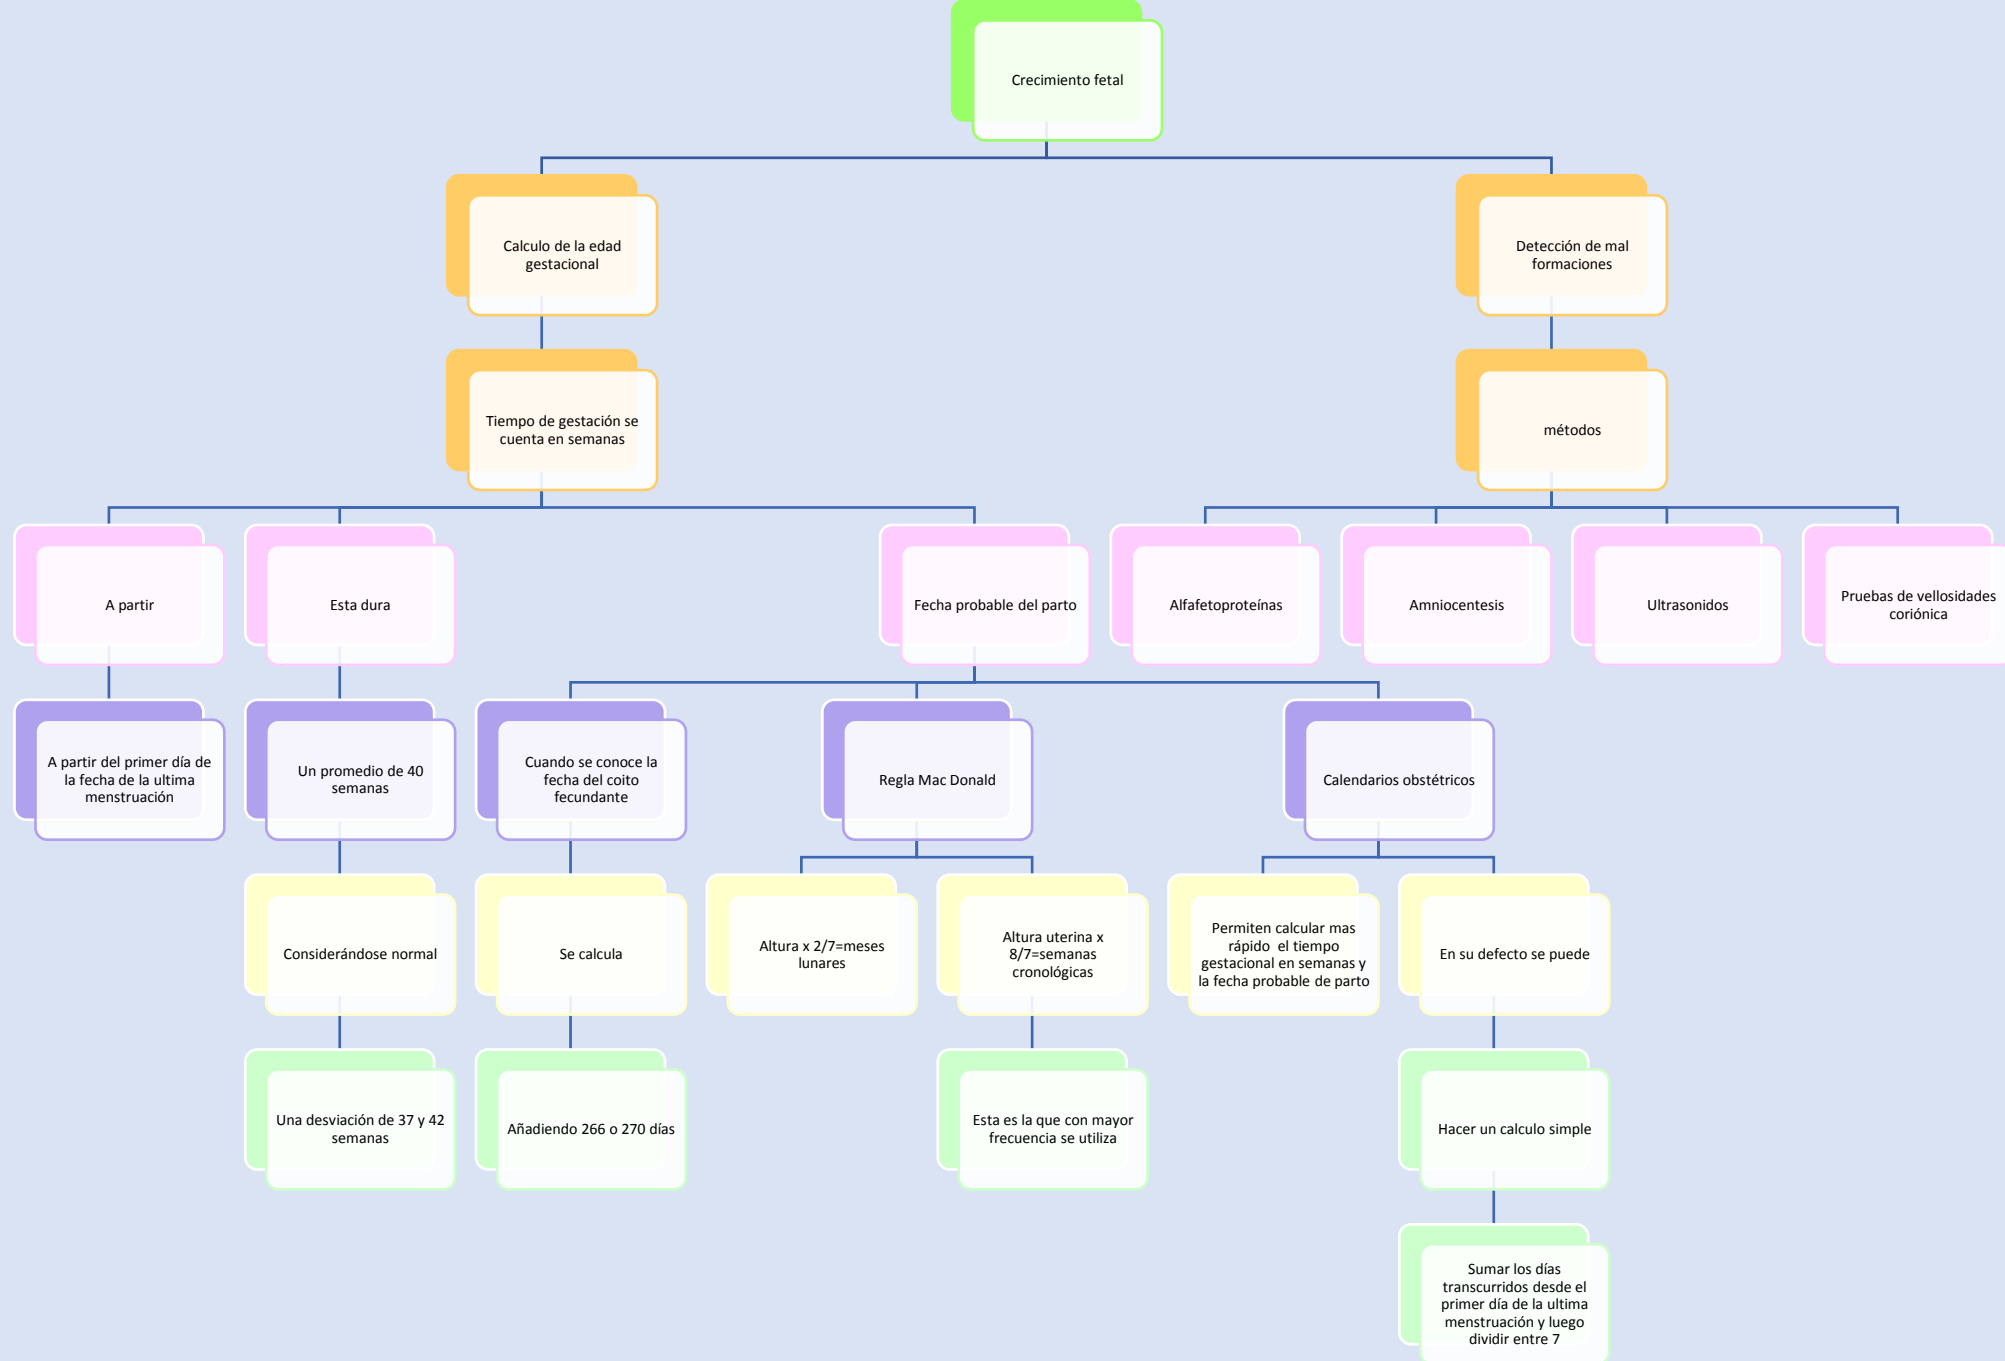 Crecimiento fetal
Calculo de la edad
gestacional
Detección de mal
formaciones
Tiempo de gestación se
cuenta en semanas
métodos
A partir
Esta dura
Fecha probable del parto
Alfafetoproteínas
Amniocentesis
Ultrasonidos
Pruebas de vellosidades
coriónica
A partir del primer día de
la fecha de la ultima
menstruación
Un promedio de 40
semanas
Cuando se conoce la
fecha del coito
fecundante
Regla Mac Donald
Calendarios obstétricos
Considerándose normal
Se calcula
Altura x 2/7=meses
lunares
Altura uterina x
8/7=semanas
cronológicas
Permiten calcular mas
rápido el tiempo
gestacional en semanas y
la fecha probable de parto
En su defecto se puede
Una desviación de 37 y 42
semanas
Añadiendo 266 o 270 días
Esta es la que con mayor
frecuencia se utiliza
Hacer un calculo simple
Sumar los días
transcurridos desde el
primer día de la ultima
menstruación y luego
dividir entre 7